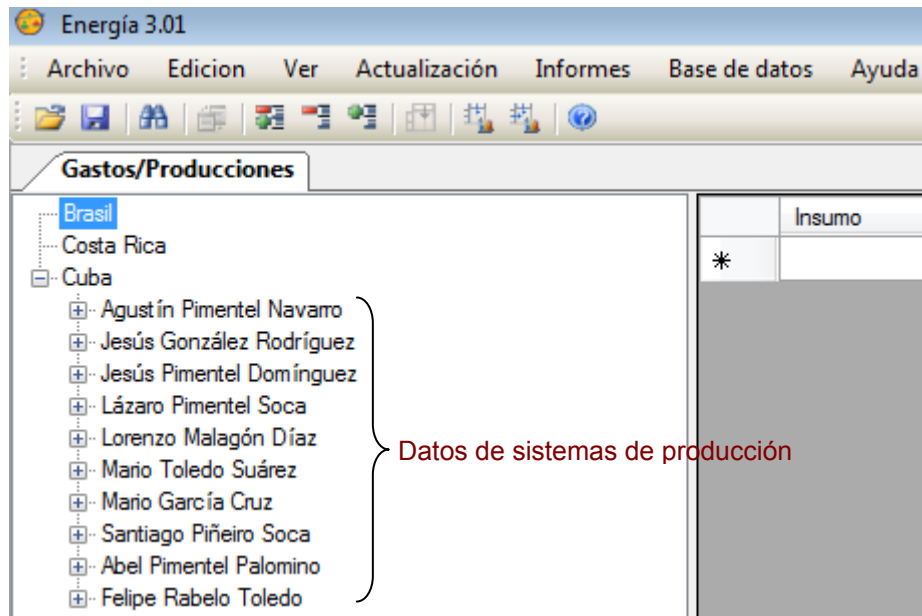 Energía 3.01
Archivo Edicion Ver Actualización Informes Base de datos Ayuda
Gastos/Producciones
Brasil
Costa Rica
Cuba
Agustín Pimentel Navarro
Jesús González Rodríguez
Jesús Pimentel Domínguez
Lázaro Pimentel Soca
Lorenzo Malagón Díaz
Mario Toledo Suárez
Mario García Cruz
Santiago Piñeiro Soca
Abel Pimentel Palomino
Felipe Rabelo Toledo
Datos de sistemas de producción
Insumo